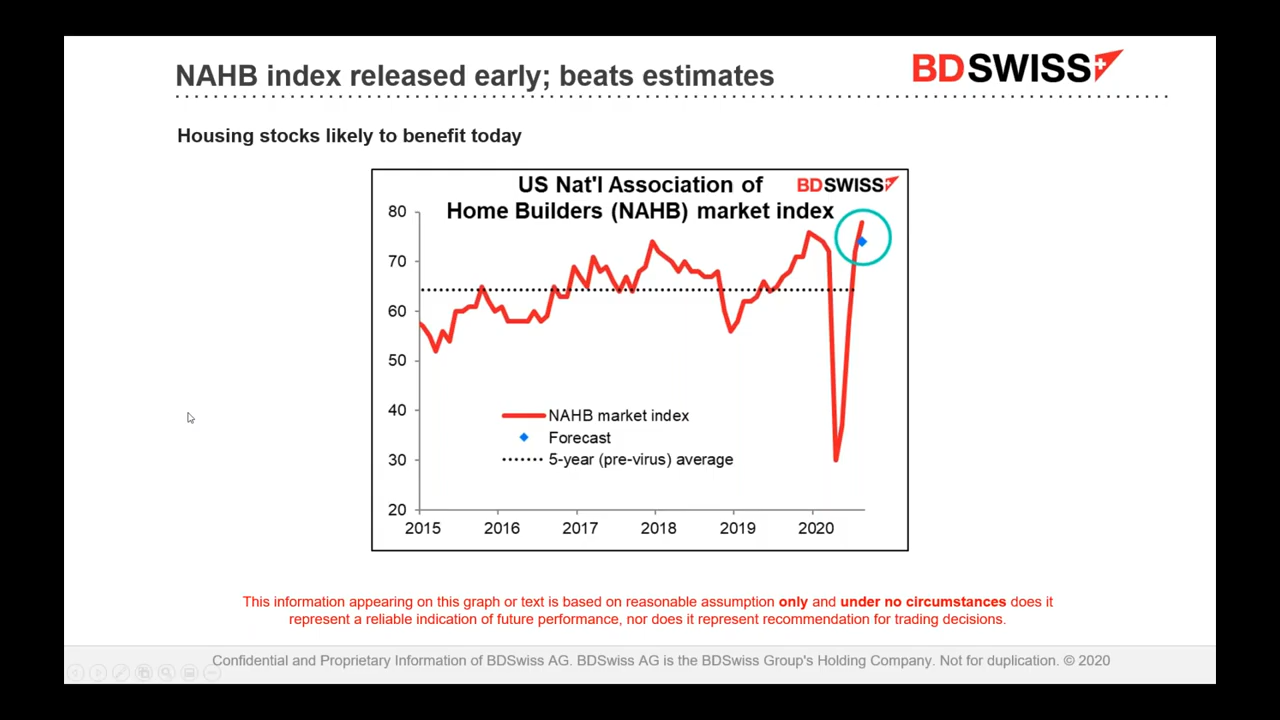 NAHB index released early; beats estimates
BDSWISS
Housing stocks likely to benefit today
US Nat'l Association of
Home Builders (NAHB) market index
BDSWISS
80
70
60
50
40
30
20
NAHB market index
Forecast
5-year (pre-virus) average
2015 2016 2017 2018 2019 2020
This information appearing on this graph or text is based on reasonable assumption only and under no circumstances does it
represent a reliable indication of future performance, nor does it represent recommendation for trading decisions.
Confidential and Proprietary Information of BDSwiss AG. BDSwiss AG is the BDSwiss Group's Holding Company. Not for duplication. © 2020